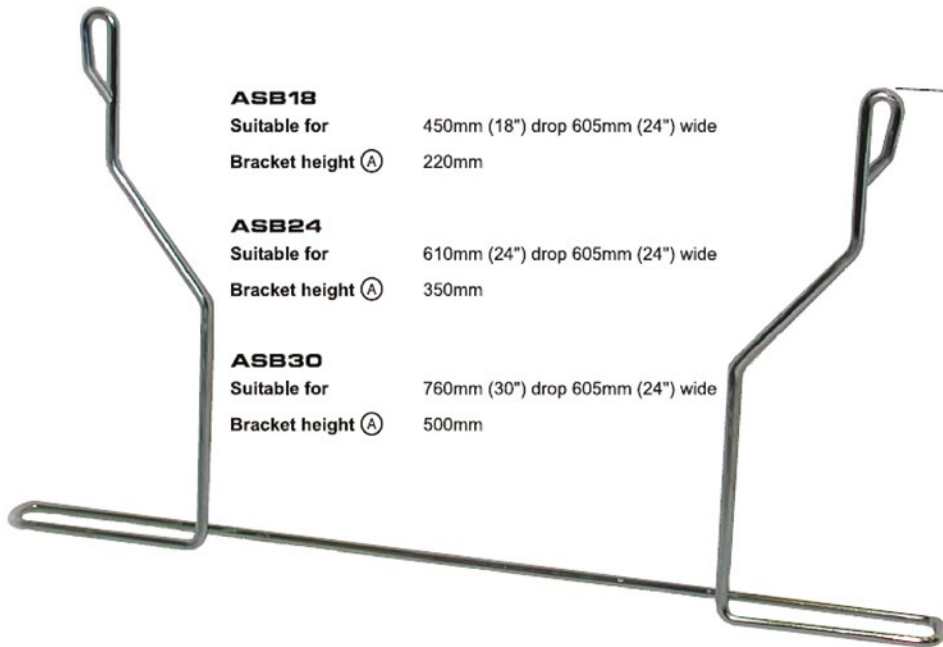 ASB18
Suitable for 450mm (18") drop 605mm (24") wide
Bracket height Ⓐ 220mm
ASB24
Suitable for 610mm (24") drop 605mm (24") wide
Bracket height Ⓐ 350mm
ASB30
Suitable for 760mm (30") drop 605mm (24") wide
Bracket height Ⓐ 500mm